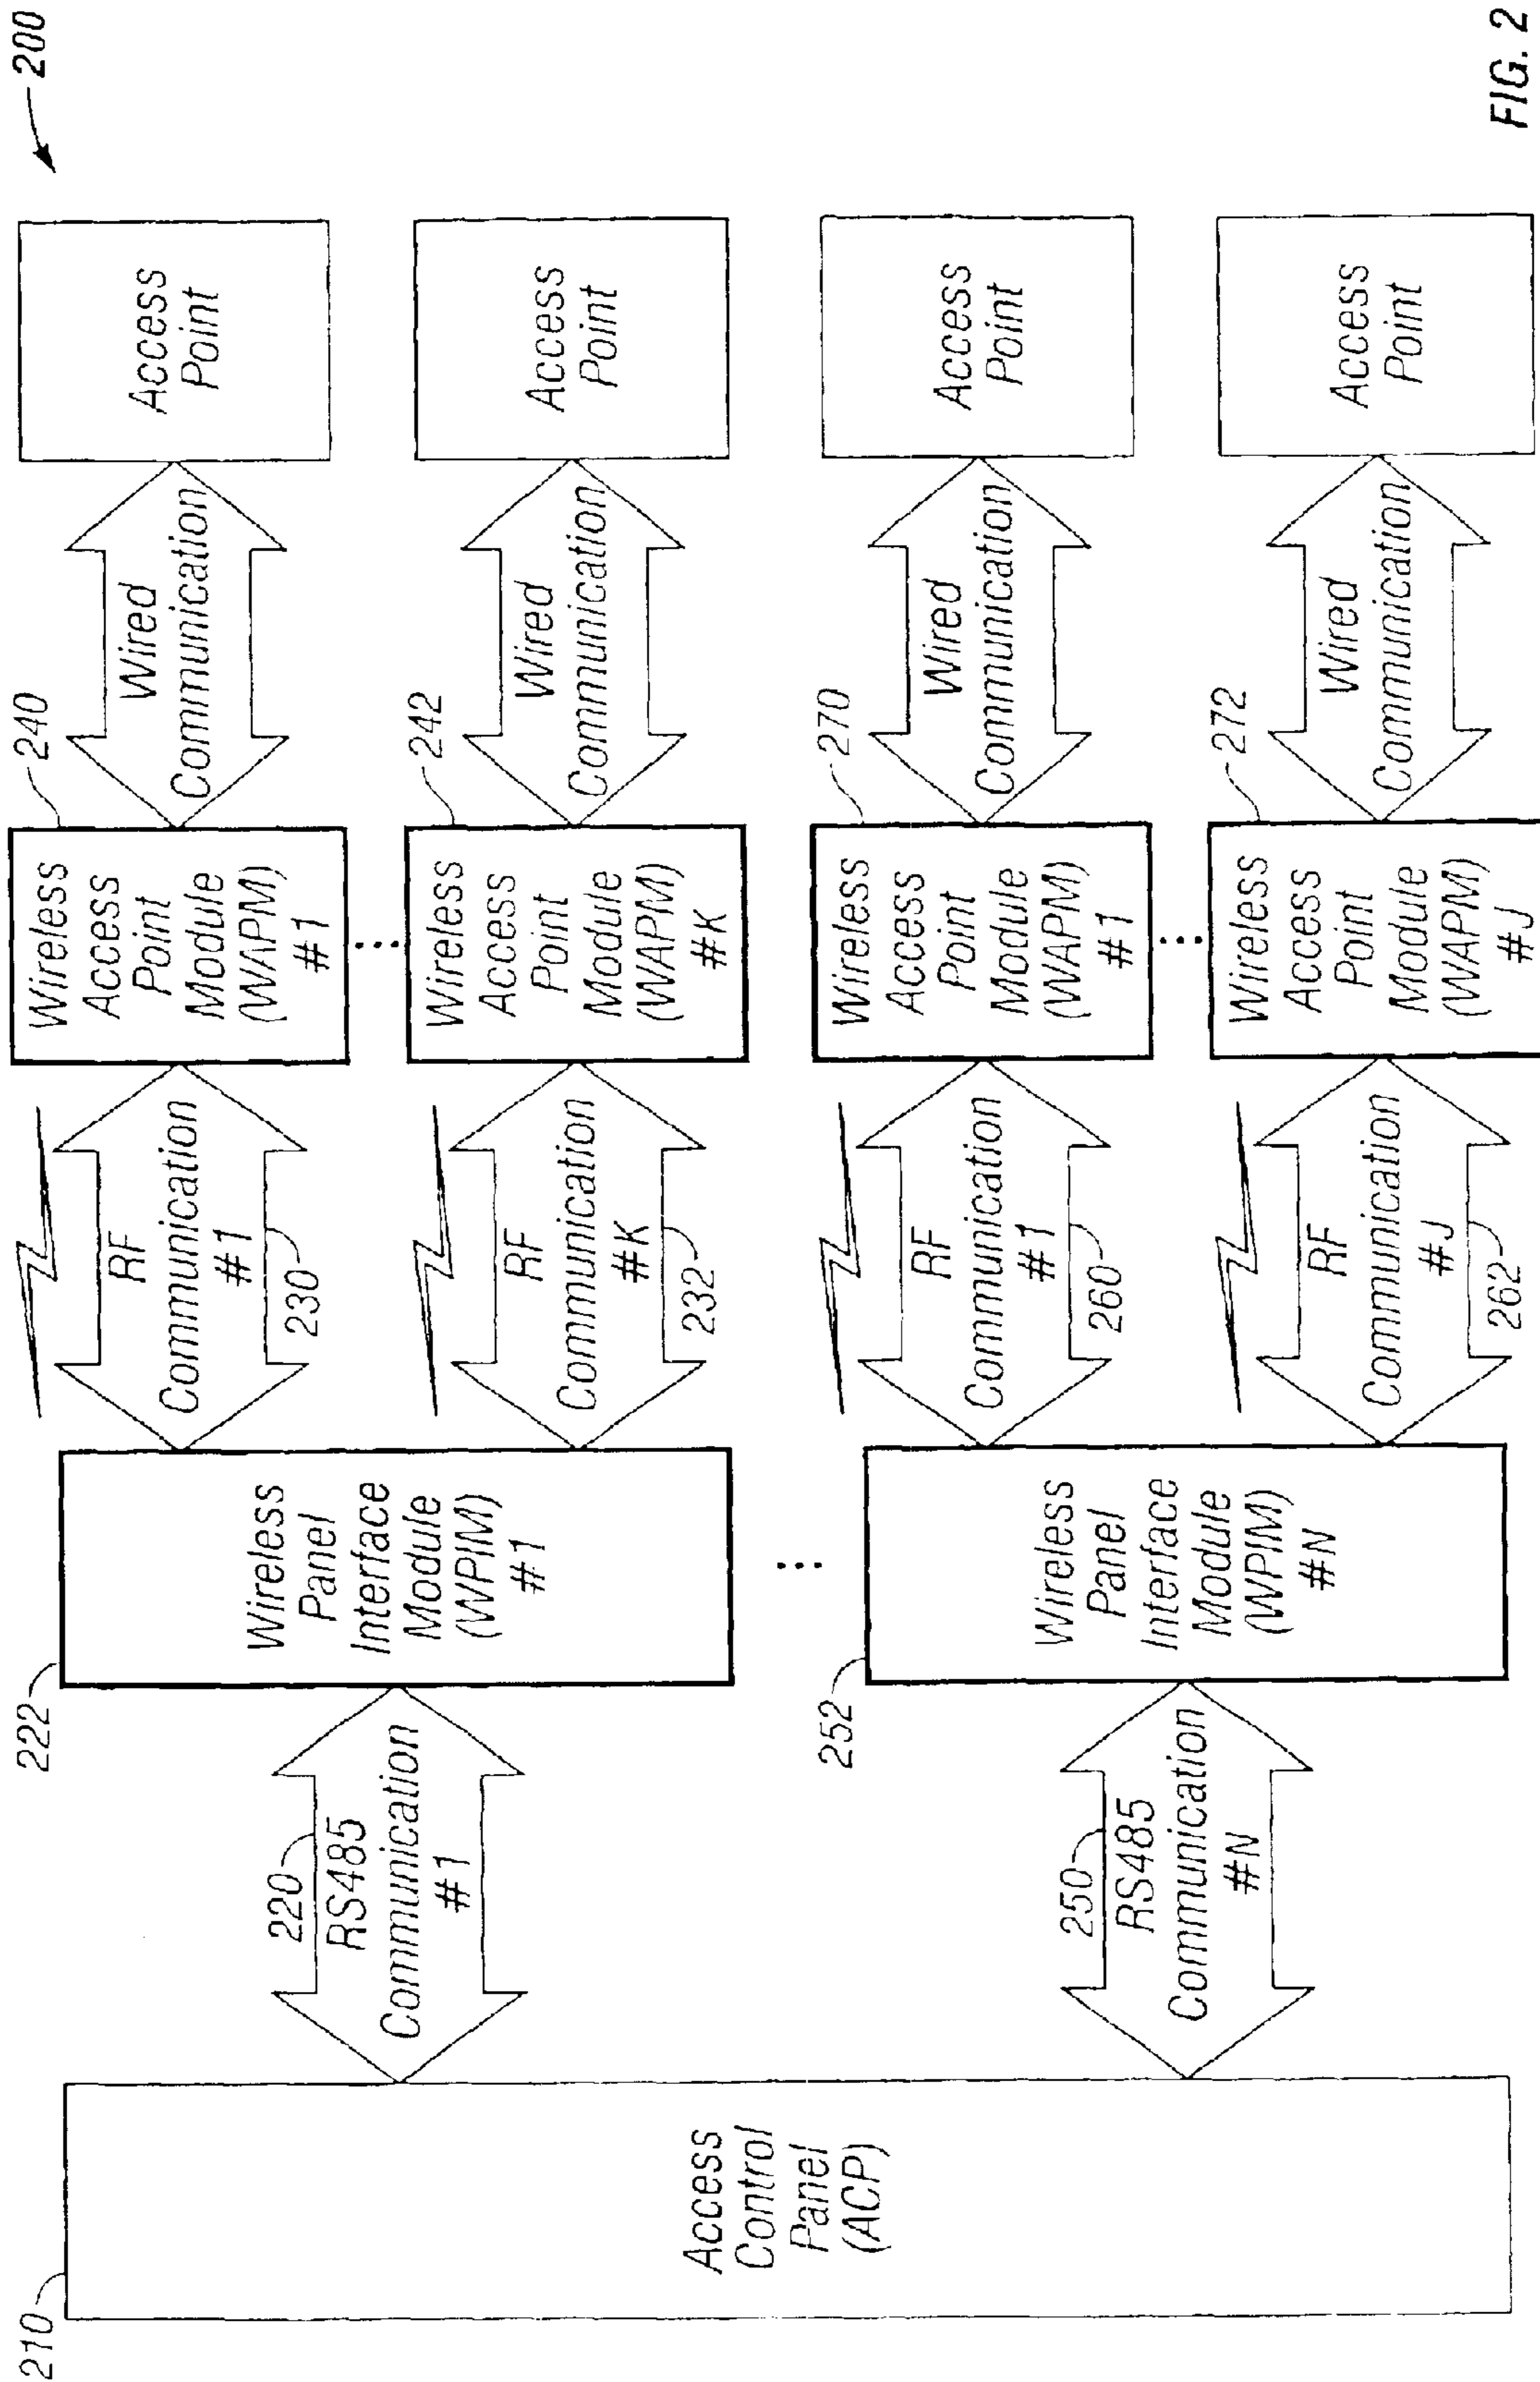 200
210
Access
Control
Panel
(ACP)
220
RS485
Communication
#1
222
Wireless
Panel
Interface
Module
(WPIM)
#1
RF
Communication
#1
230
240
Wireless
Access
Point
Module
(WAPM)
#1
Wired
Communication
Access
Point
RF
Communication
#K
232
242
Wireless
Access
Point
Module
(WAPM)
#K
Wired
Communication
Access
Point
250
RS485
Communication
#N
252
Wireless
Panel
Interface
Module
(WPIM)
#N
RF
Communication
#1
260
270
Wireless
Access
Point
Module
(WAPM)
#1
Wired
Communication
Access
Point
RF
Communication
#J
262
272
Wireless
Access
Point
Module
(WAPM)
#J
Wired
Communication
Access
Point
FIG. 2